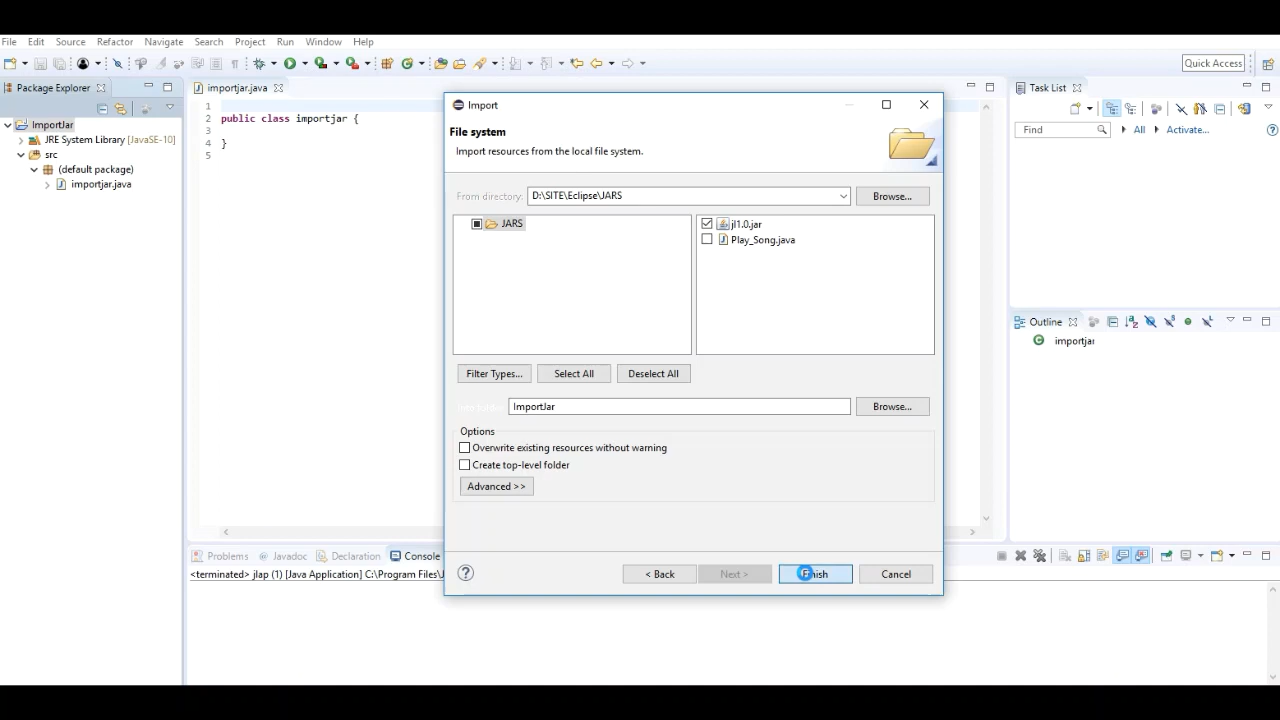 File Edit Source Refactor Navigate Search Project Run Window Help
Quick Access
Package Explorer
ImportJar
JRE System Library [JavaSE-10]
src
(default package)
importjar.java
importjar.java
1
2 public class importjar {
3
4 }
5
Import
File system
Import resources from the local file system.
From directory: D:\SITE\Eclipse\JARS
Browse...
JARS
jl1.0.jar
Play_Song.java
Filter Types...
Select All
Deselect All
ImportJar
Browse...
Options
Overwrite existing resources without warning
Create top-level folder
Advanced >>
< Back
Next >
Finish
Cancel
Task List
Find
All
Activate...
Outline
importjar
Problems
Javadoc
Declaration
Console
<terminated> jlap (1) [Java Application] C:\Program Files\J